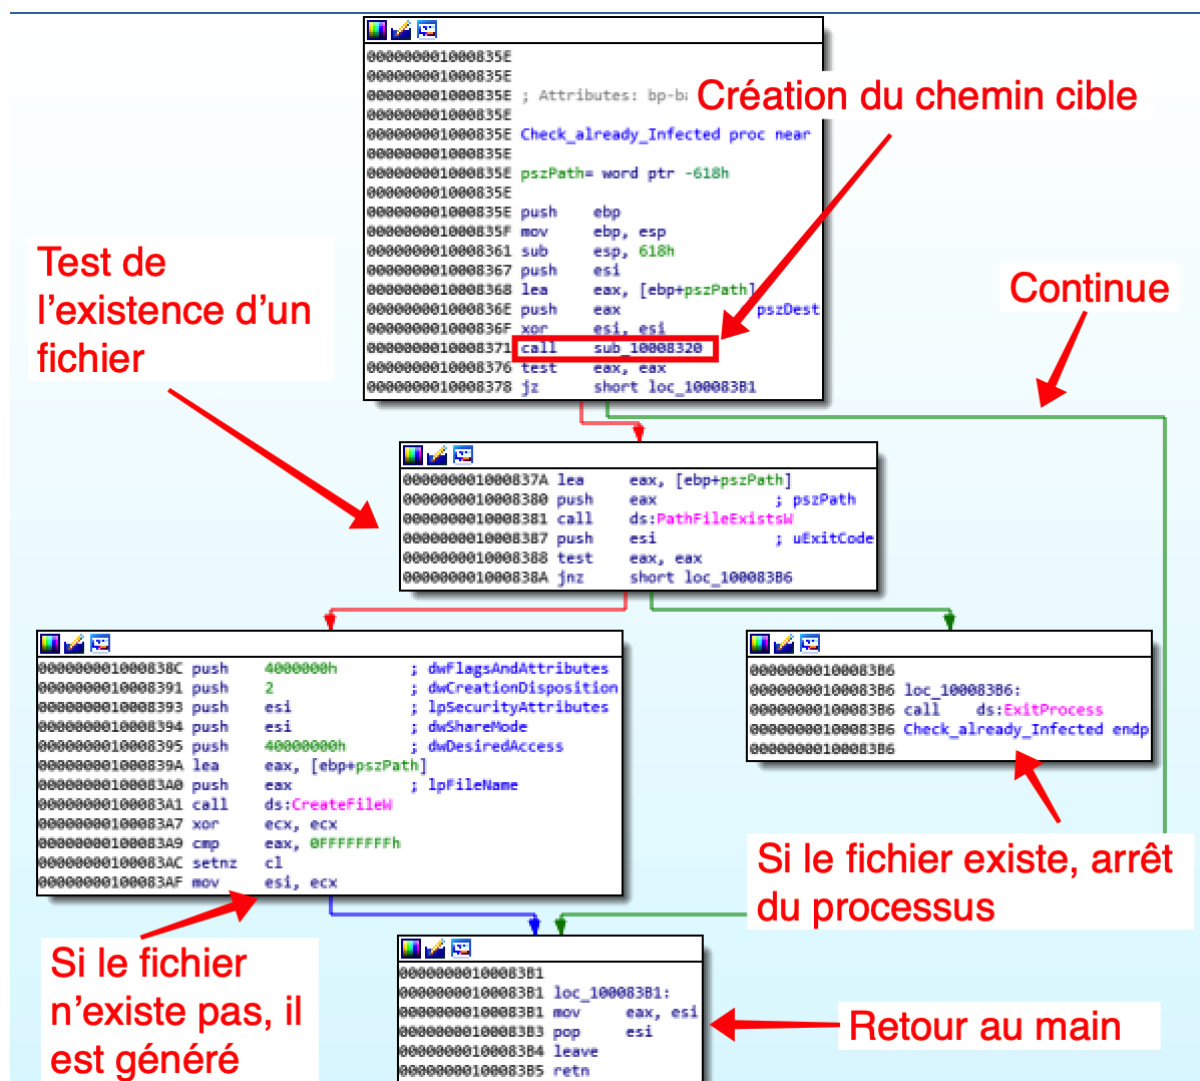 000000001000835E
000000001000835E
000000001000835E ; Attributes: bp-ba
000000001000835E
000000001000835E Check_already_Infected proc near
000000001000835E
000000001000835E pszPath= word ptr -618h
000000001000835E
000000001000835E push ebp
000000001000835F mov ebp, esp
0000000010008361 sub esp, 618h
0000000010008367 push esi
0000000010008368 lea eax, [ebp+pszPath]
000000001000836E push eax pszDest
000000001000836F xor esi, esi
0000000010008371 call sub_10008320
0000000010008376 test eax, eax
0000000010008378 jz short loc_100083B1
Création du chemin cible
Test de
l'existence d'un
fichier
Continue
000000001000837A lea eax, [ebp+pszPath]
0000000010008380 push eax ; pszPath
0000000010008381 call ds:PathFileExistsW
0000000010008387 push esi ; uExitCode
0000000010008388 test eax, eax
000000001000838A jnz short loc_100083B6
000000001000838C push 4000000h ; dwFlagsAndAttributes
0000000010008391 push 2 ; dwCreationDisposition
0000000010008393 push esi ; lpSecurityAttributes
0000000010008394 push esi ; dwShareMode
0000000010008395 push 40000000h ; dwDesiredAccess
000000001000839A lea eax, [ebp+pszPath]
00000000100083A0 push eax ; lpFileName
00000000100083A1 call ds:CreateFileW
00000000100083A7 xor ecx, ecx
00000000100083A9 cmp eax, 0FFFFFFFFh
00000000100083AC setnz cl
00000000100083AF mov esi, ecx
00000000100083B6
00000000100083B6 loc_100083B6:
00000000100083B6 call ds:ExitProcess
00000000100083B6 Check_already_Infected endp
00000000100083B6
Si le fichier existe, arrêt
du processus
Si le fichier
n'existe pas, il
est généré
00000000100083B1
00000000100083B1 loc_100083B1:
00000000100083B1 mov eax, esi
00000000100083B3 pop esi
00000000100083B4 leave
00000000100083B5 retn
Retour au main